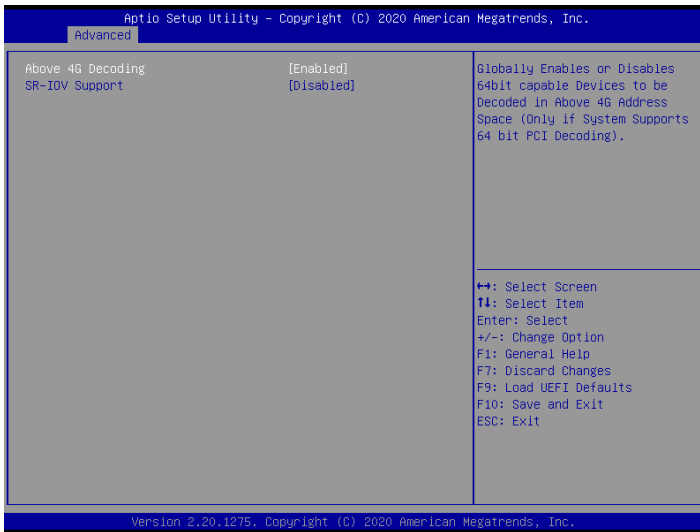 Aptio Setup Utility – Copyright (C) 2020 American Megatrends, Inc.
Advanced
Above 4G Decoding [Enabled]
SR-IOV Support [Disabled]
Globally Enables or Disables
64bit capable Devices to be
Decoded in Above 4G Address
Space (Only if System Supports
64 bit PCI Decoding).
↔: Select Screen
↑↓: Select Item
Enter: Select
+/-: Change Option
F1: General Help
F7: Discard Changes
F9: Load UEFI Defaults
F10: Save and Exit
ESC: Exit
Version 2.20.1275. Copyright (C) 2020 American Megatrends, Inc.